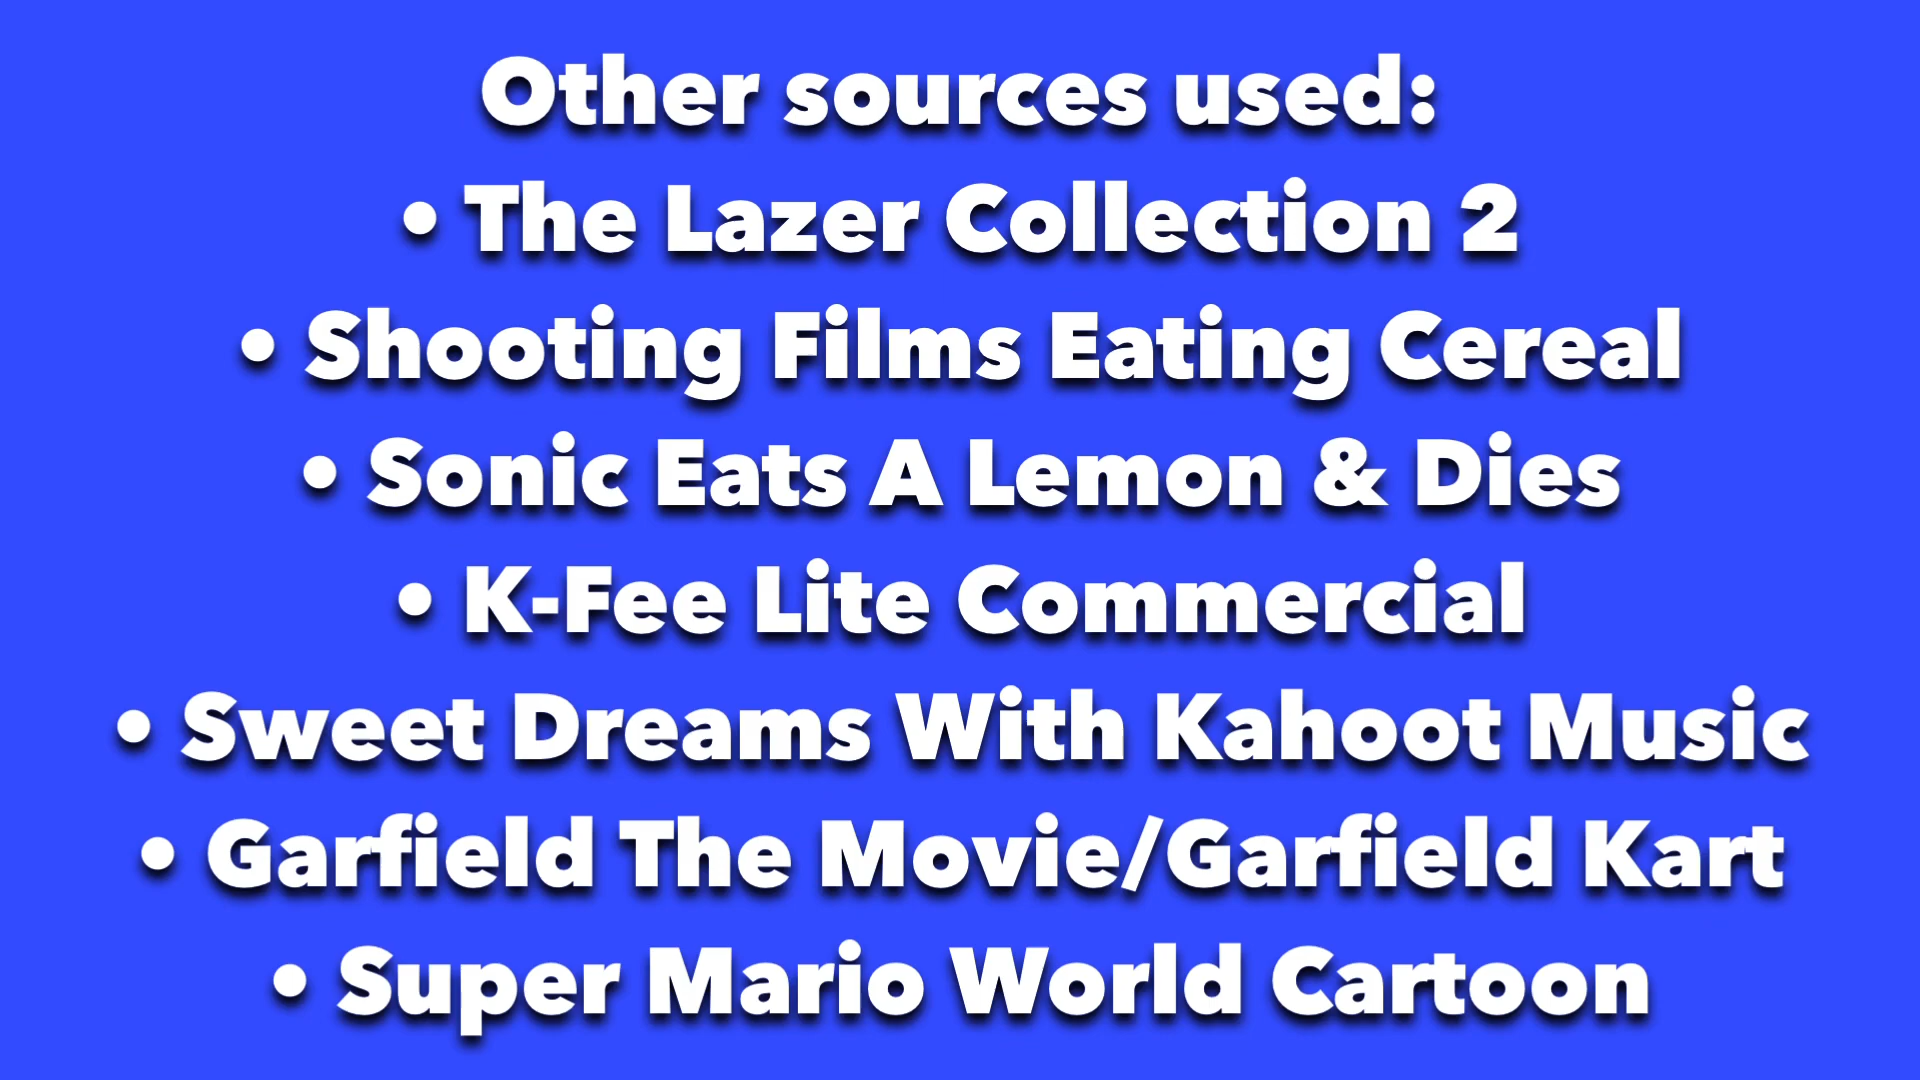 Other sources used:
• The Lazer Collection 2
• Shooting Films Eating Cereal
• Sonic Eats A Lemon & Dies
• K-Fee Lite Commercial
• Sweet Dreams With Kahoot Music
• Garfield The Movie/Garfield Kart
• Super Mario World Cartoon